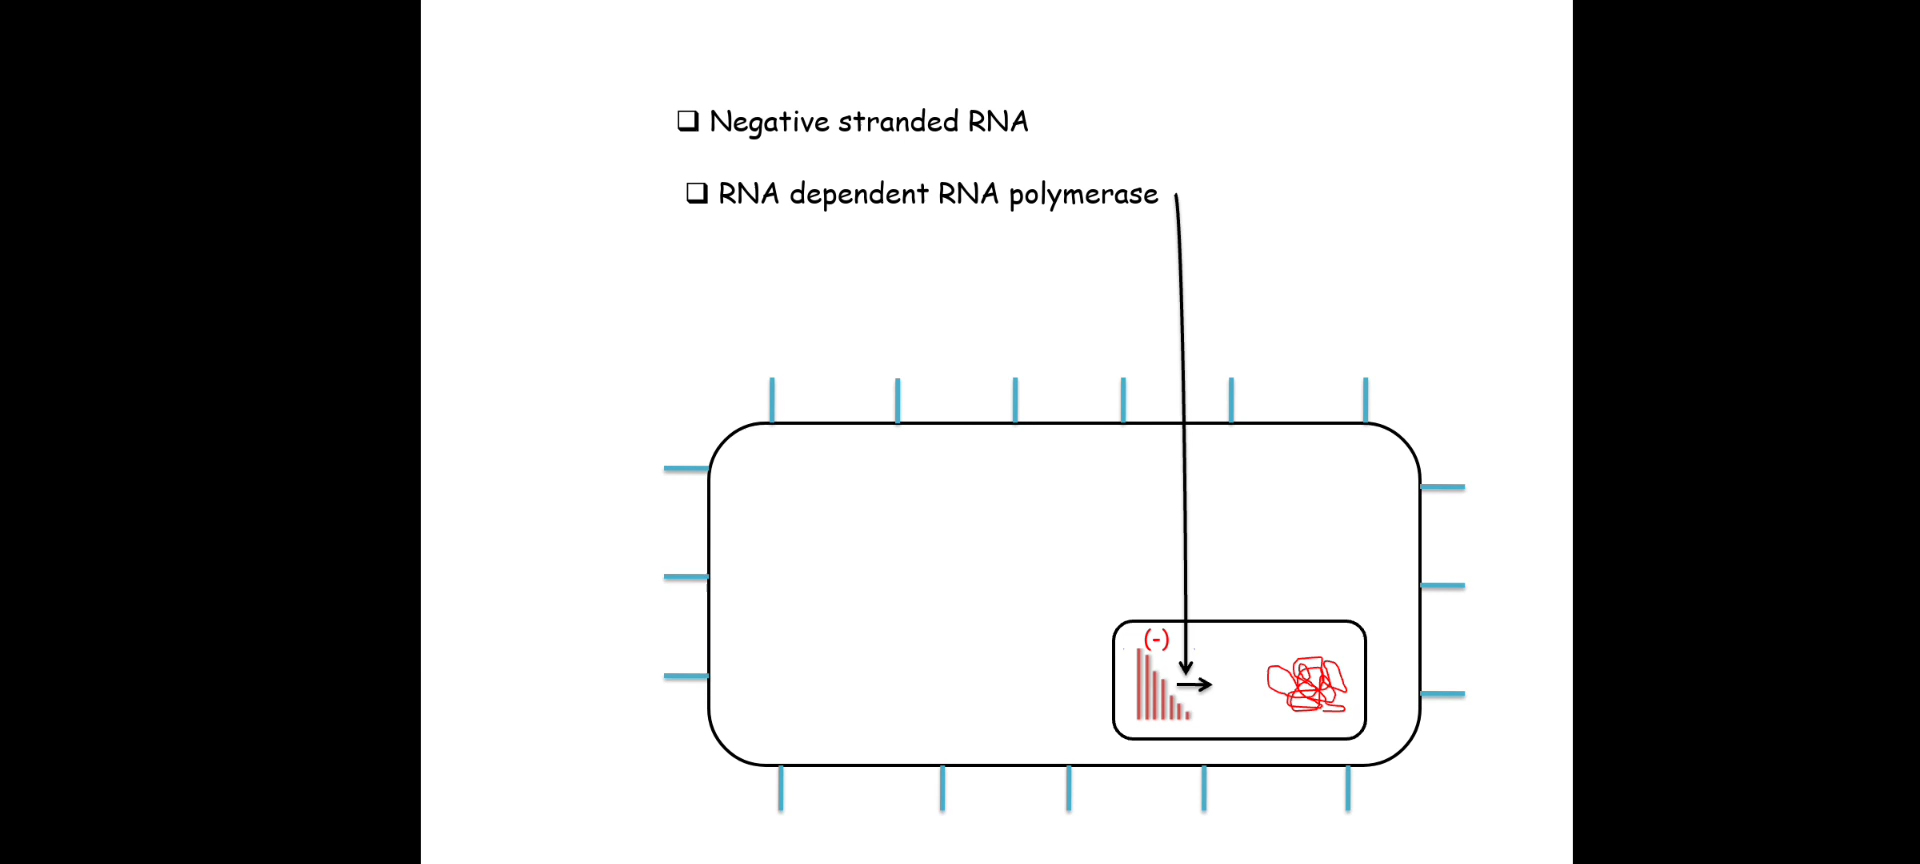 Negative stranded RNA
RNA dependent RNA polymerase
(-)